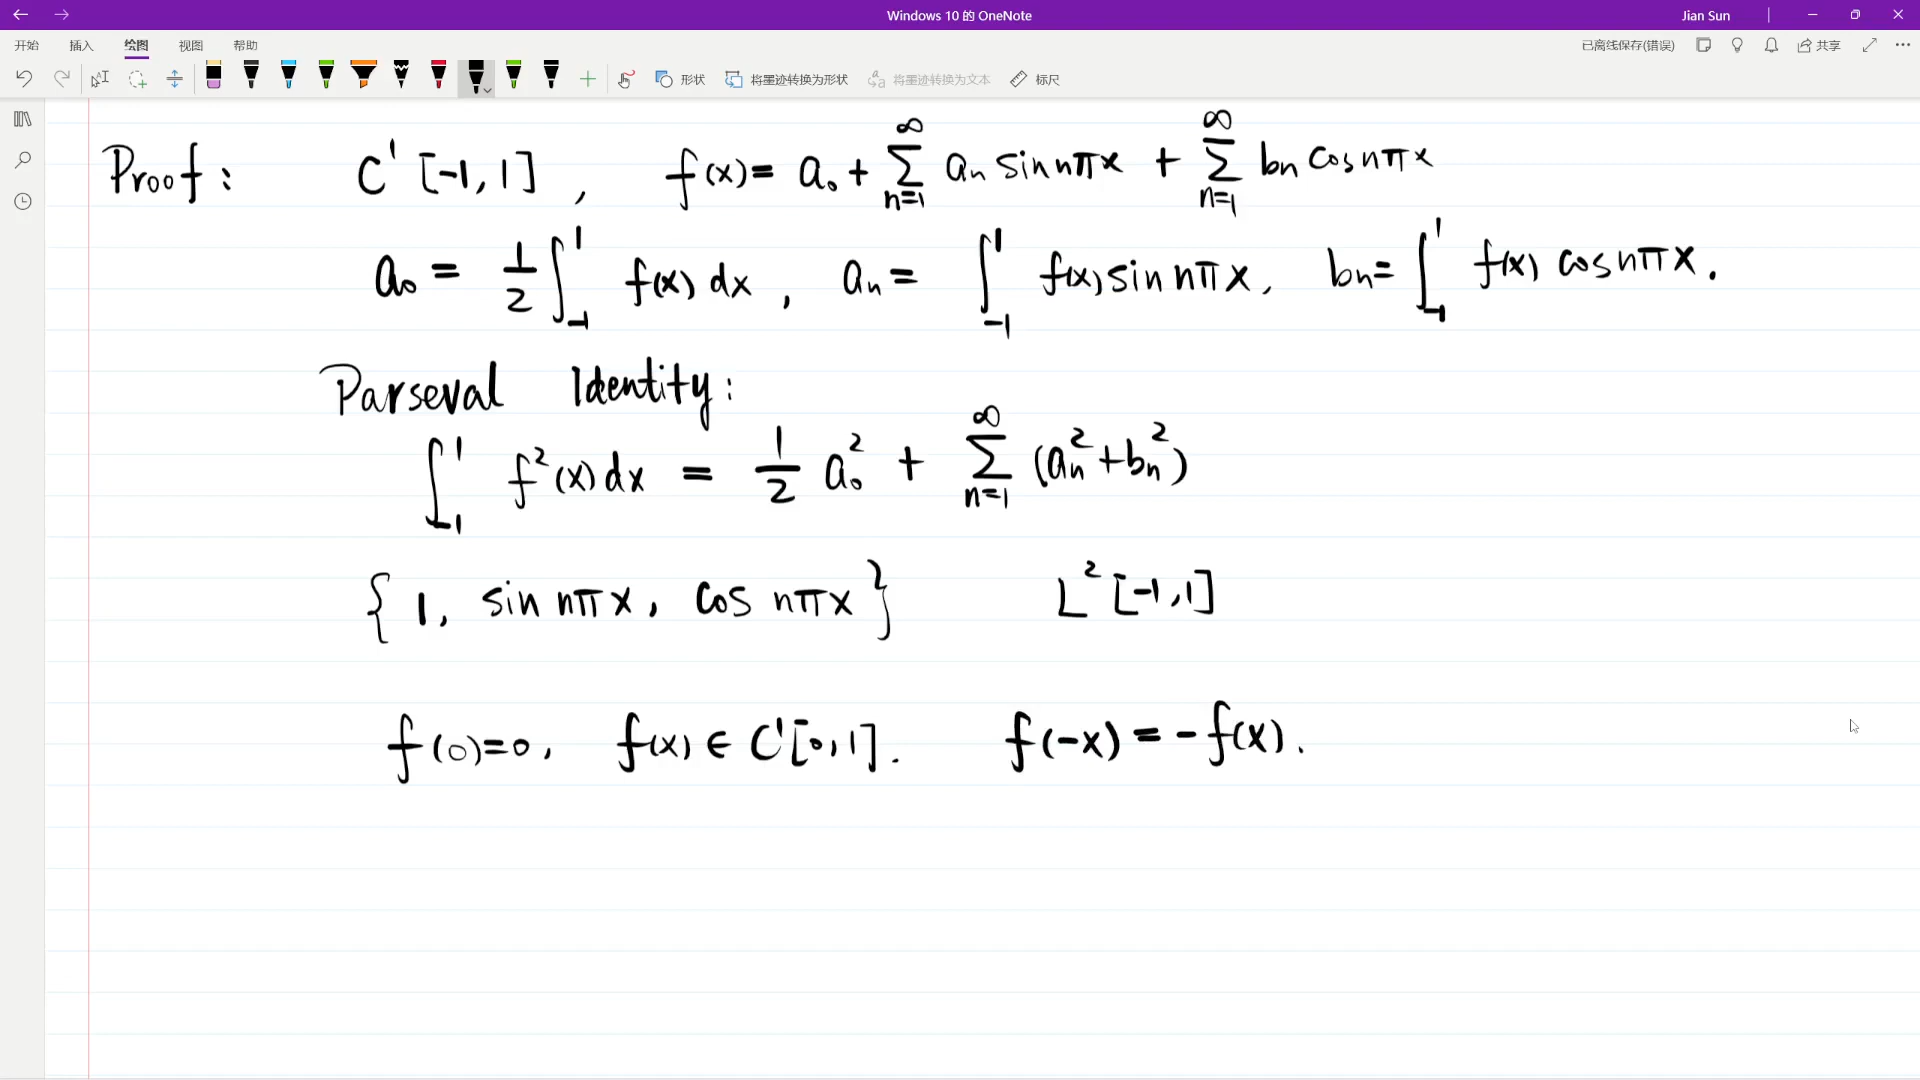 Windows 10 的 OneNote
Jian Sun
开始 插入 绘图 视图 帮助
已离线保存(错误) 共享
形状 将墨迹转换为形状 将墨迹转换为文本 标尺
Proof: C¹[-1,1], f(x)= a₀+ ∑_{n=1}^{∞} aₙ sin nπx + ∑_{n=1}^{∞} bₙ cos nπx
a₀ = 1/2 ∫_{-1}^{1} f(x) dx, aₙ = ∫_{-1}^{1} f(x) sin nπx, bₙ= ∫_{-1}^{1} f(x) cos nπx.
Parseval Identity:
∫_{-1}^{1} f²(x) dx = 1/2 a₀² + ∑_{n=1}^{∞} (aₙ²+bₙ²)
{ 1, sin nπx, cos nπx } L²[-1,1]
f(0)=0, f(x) ∈ C¹[0,1]. f(-x) = -f(x).